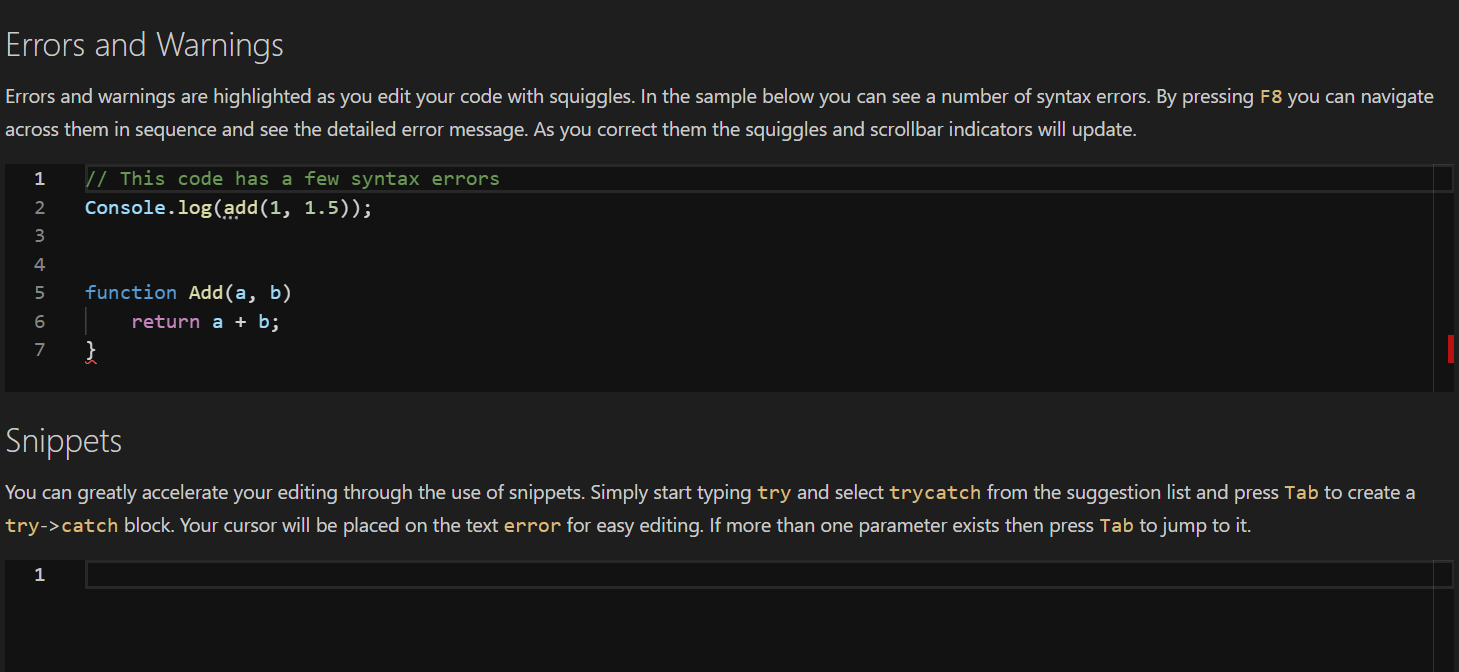 Errors and Warnings
Errors and warnings are highlighted as you edit your code with squiggles. In the sample below you can see a number of syntax errors. By pressing F8 you can navigate
across them in sequence and see the detailed error message. As you correct them the squiggles and scrollbar indicators will update.
1 // This code has a few syntax errors
2 Console.log(add(1, 1.5));
3
4
5 function Add(a, b)
6     return a + b;
7 }
Snippets
You can greatly accelerate your editing through the use of snippets. Simply start typing try and select trycatch from the suggestion list and press Tab to create a
try->catch block. Your cursor will be placed on the text error for easy editing. If more than one parameter exists then press Tab to jump to it.
1